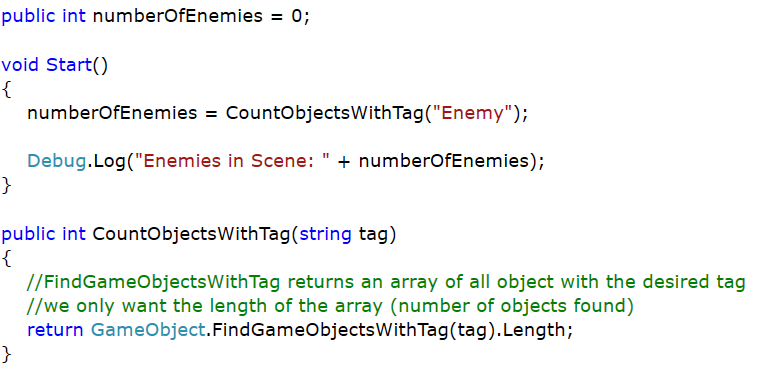 public int numberOfEnemies = 0;
void Start()
{
numberOfEnemies = CountObjectsWithTag("Enemy");
Debug.Log("Enemies in Scene: " + numberOfEnemies);
}
public int CountObjectsWithTag(string tag)
{
//FindGameObjectsWithTag returns an array of all object with the desired tag
//we only want the length of the array (number of objects found)
return GameObject.FindGameObjectsWithTag(tag).Length;
}